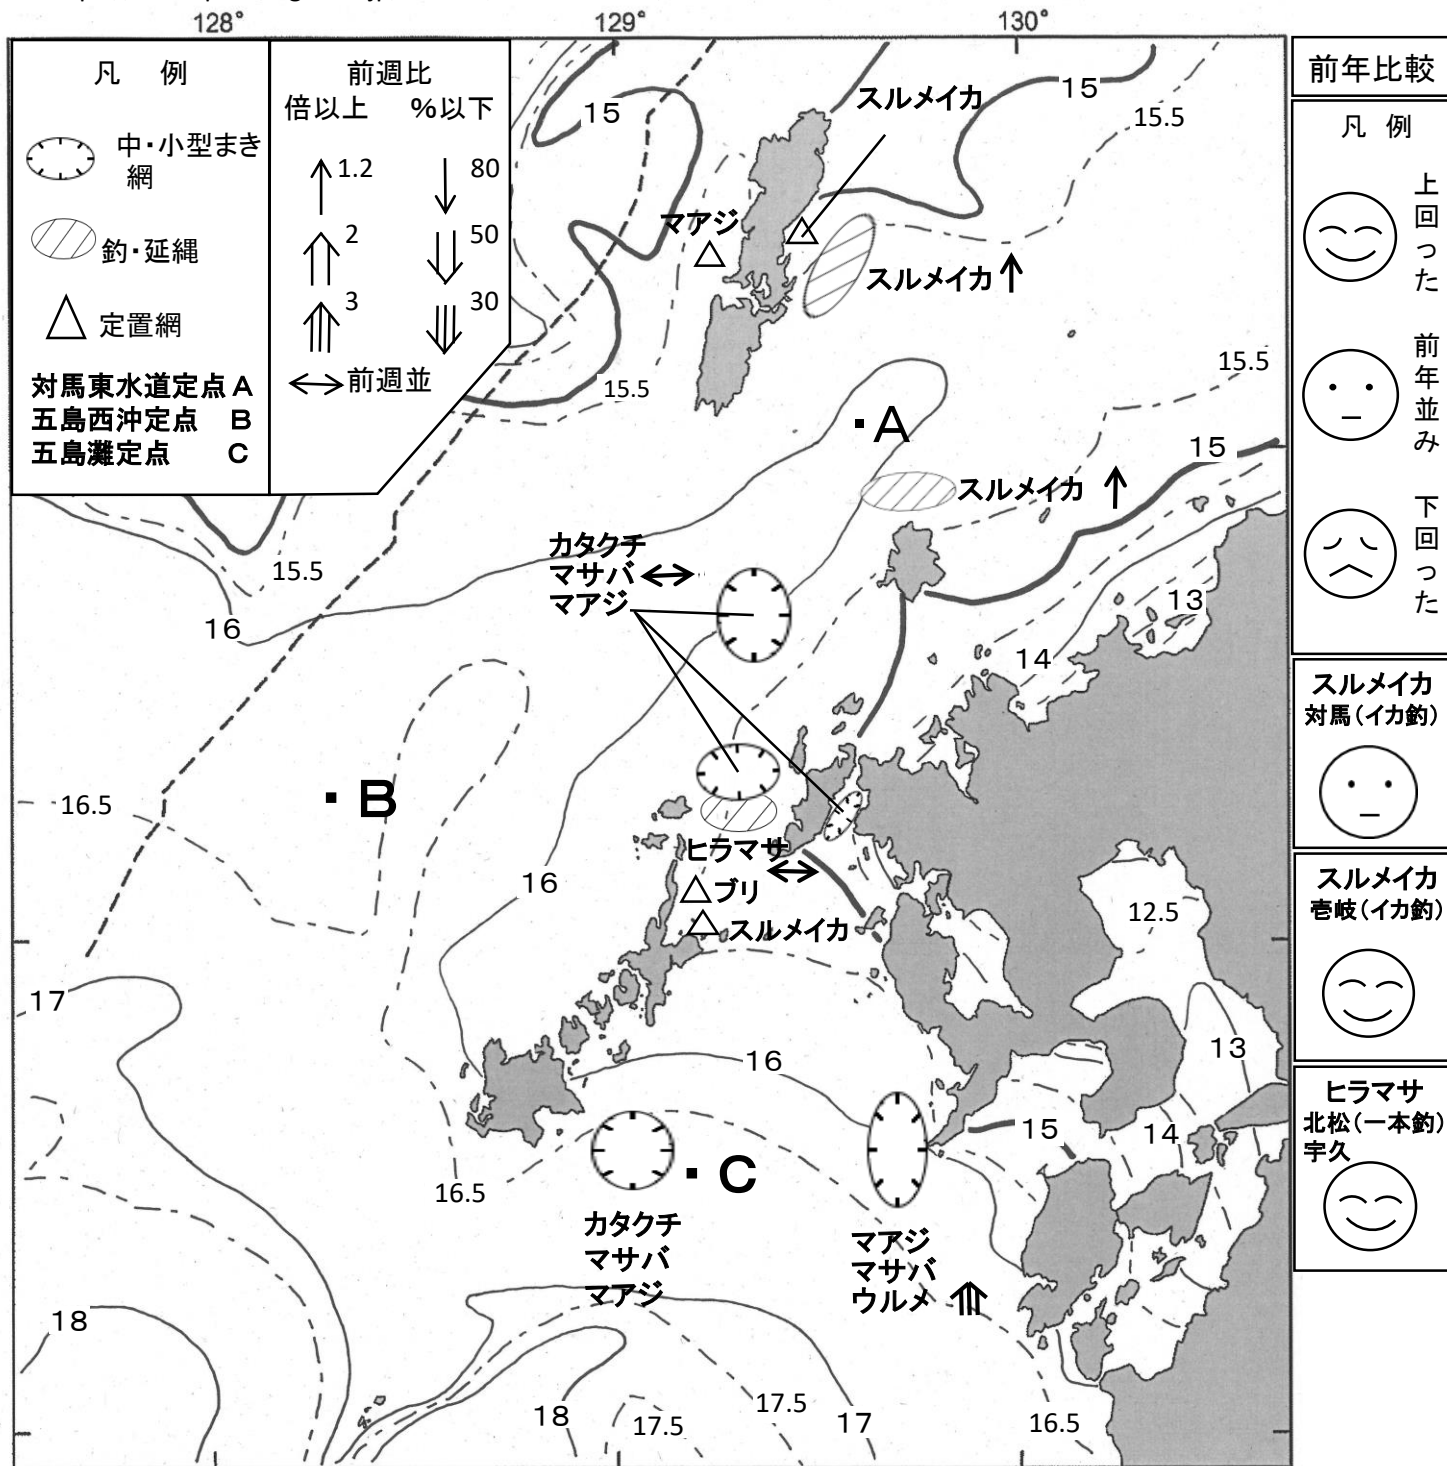 128°
129°
130°
凡 例
中・小型まき
網
釣・延縄
定置網
対馬東水道定点 A
五島西沖定点 B
五島灘定点 C
前週比
倍以上 %以下
1.2 80
2 50
3 30
前週並
前年比較
凡 例
上回った
前年並み
下回った
スルメイカ
対馬(イカ釣)
スルメイカ
壱岐(イカ釣)
ヒラマサ
北松(一本釣)
宇久
15
スルメイカ
15
15.5
マアジ
スルメイカ
15.5
15.5
A
15
スルメイカ
カタクチ
マサバ
マアジ
15.5
16
13
14
16.5
B
ヒラマサ
16
ブリ
スルメイカ
12.5
17
16
13
15
14
C
16.5
カタクチ
マサバ
マアジ
マアジ
マサバ
ウルメ
18
18
17.5
17.5
17
16.5